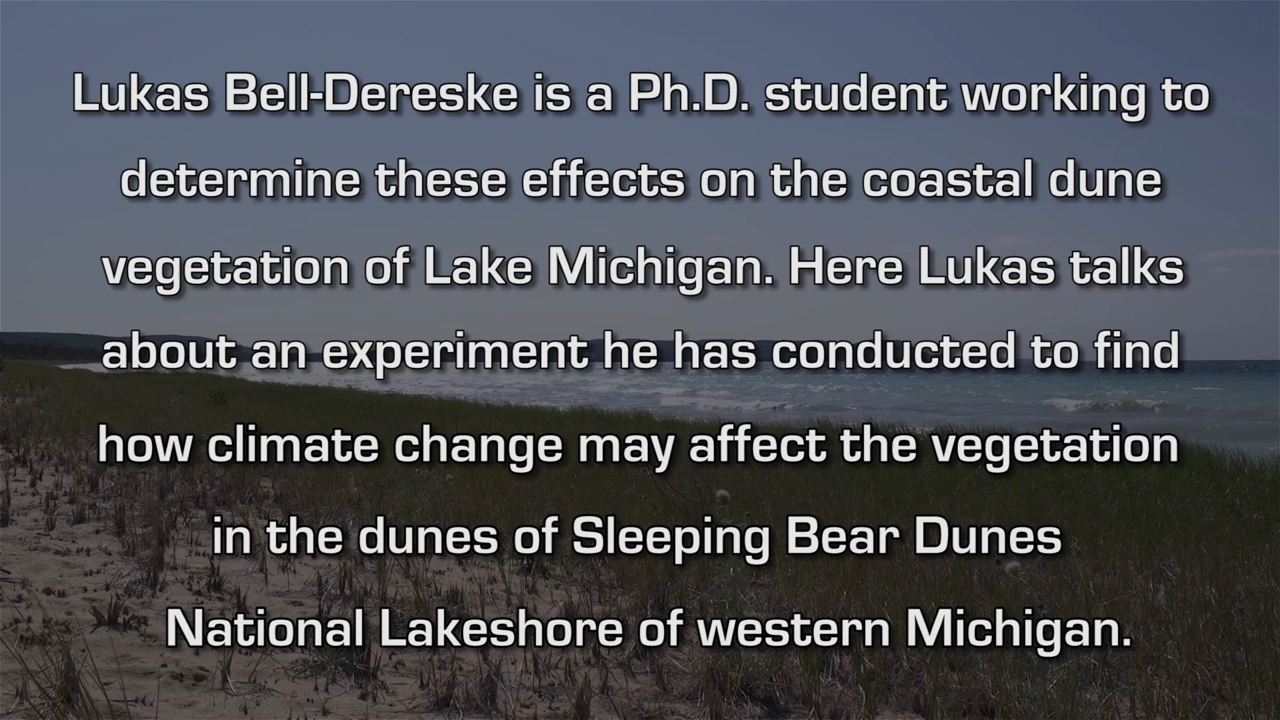 Lukas Bell-Dereske is a Ph.D. student working to
determine these effects on the coastal dune
vegetation of Lake Michigan. Here Lukas talks
about an experiment he has conducted to find
how climate change may affect the vegetation
in the dunes of Sleeping Bear Dunes
National Lakeshore of western Michigan.